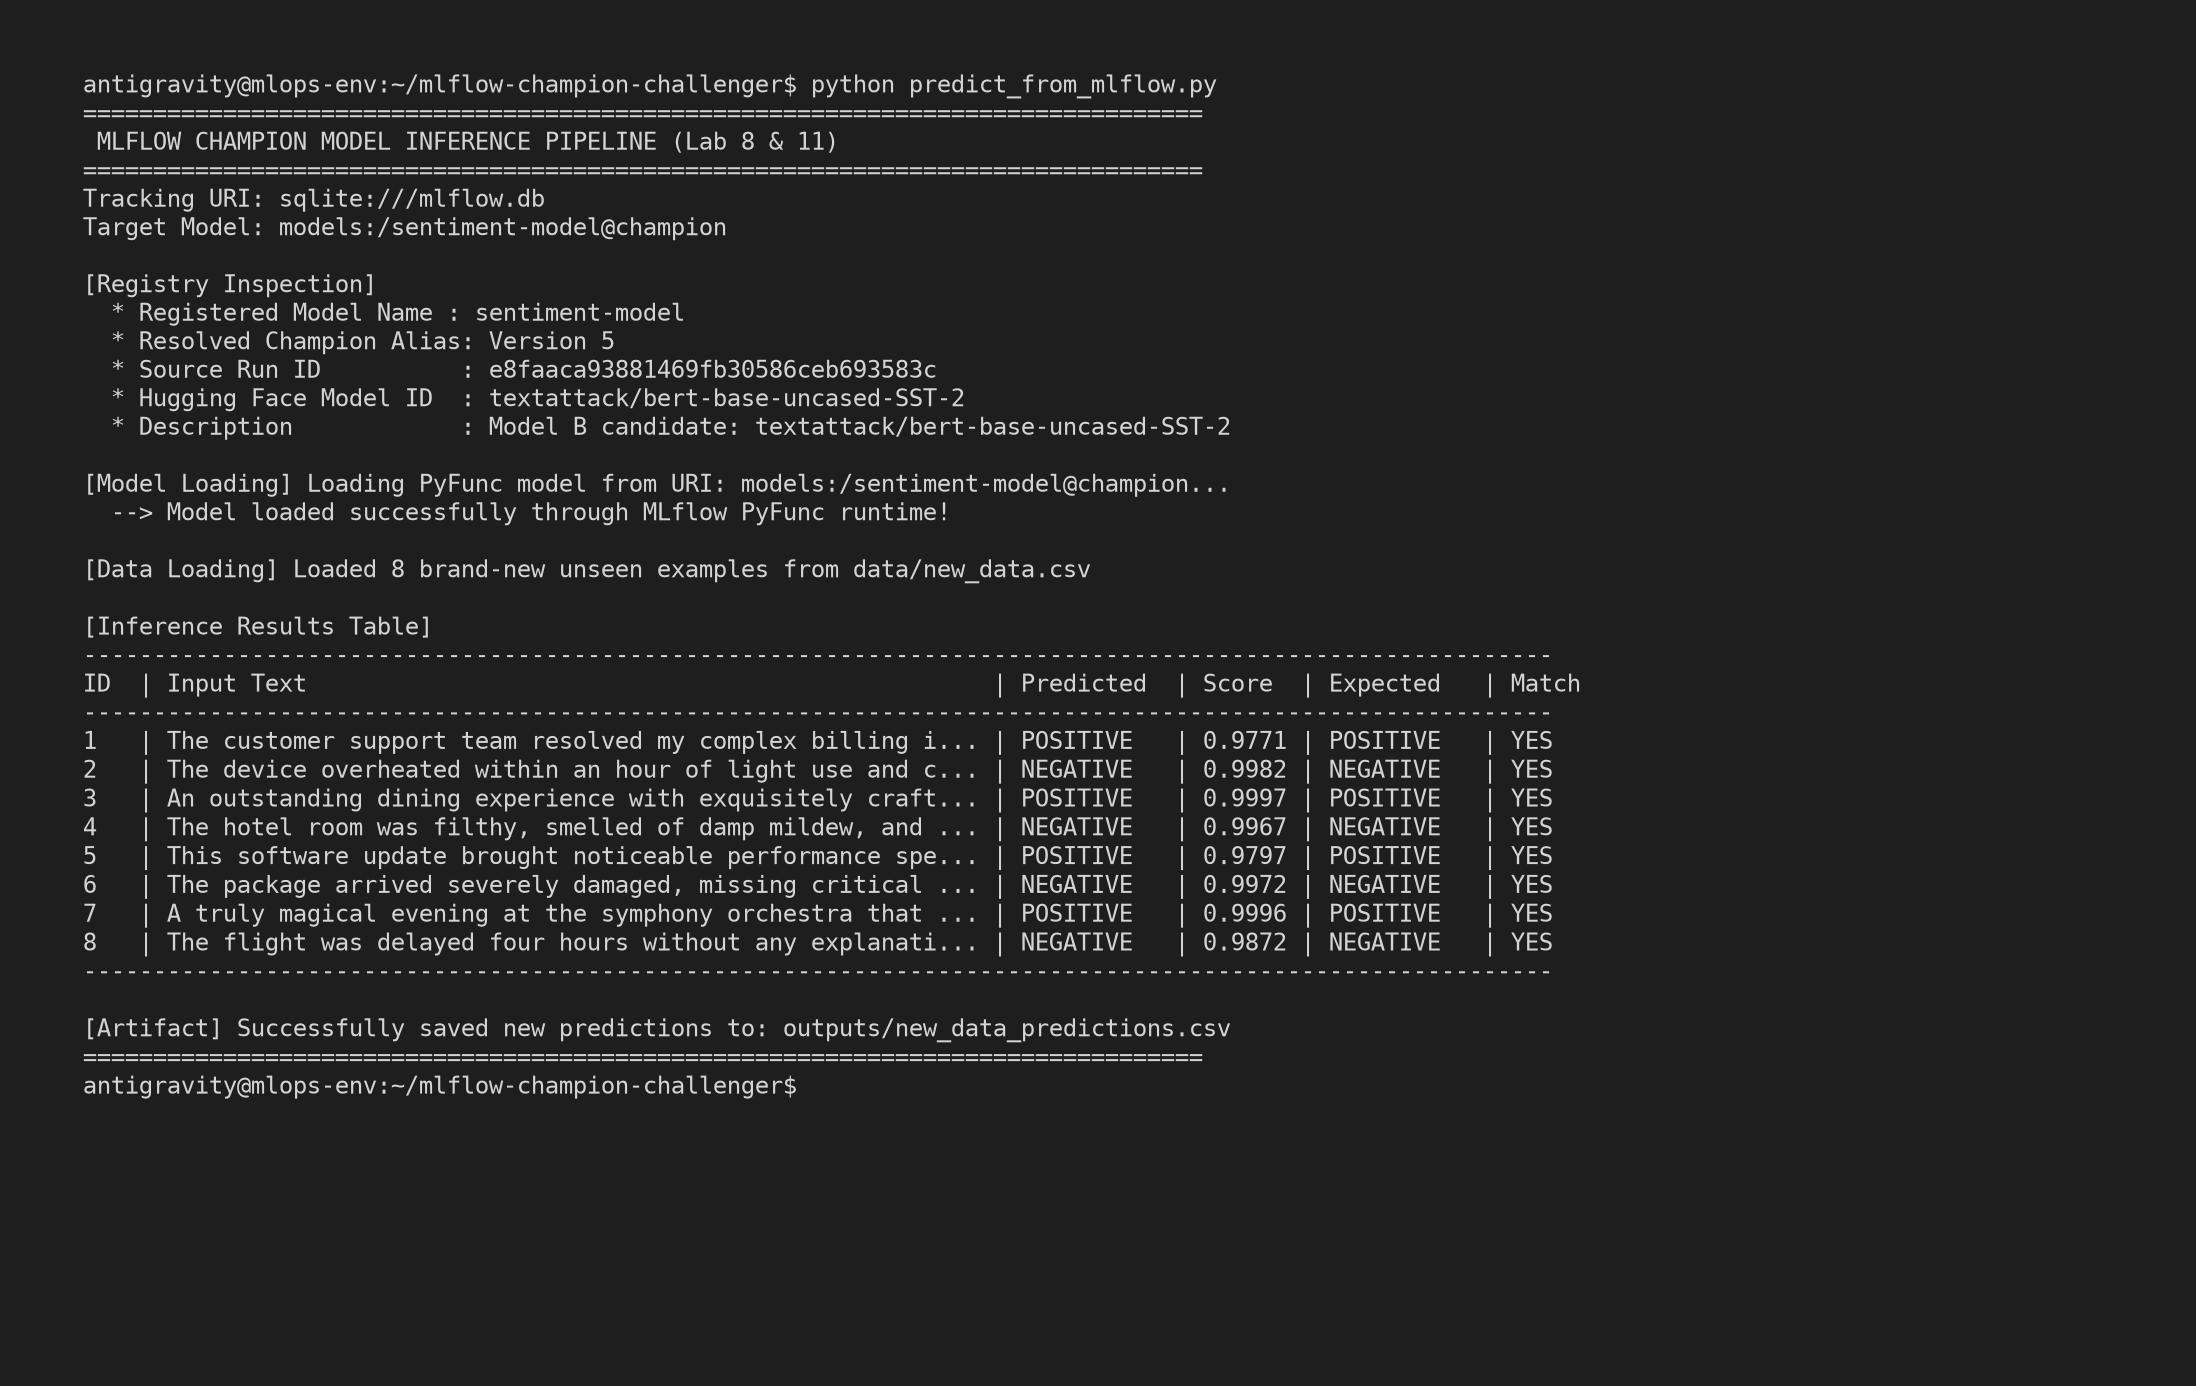 antigravity@mlops-env:~/mlflow-champion-challenger$ python predict_from_mlflow.py
================================================================================
 MLFLOW CHAMPION MODEL INFERENCE PIPELINE (Lab 8 & 11)
================================================================================
Tracking URI: sqlite:///mlflow.db
Target Model: models:/sentiment-model@champion

[Registry Inspection]
  * Registered Model Name : sentiment-model
  * Resolved Champion Alias: Version 5
  * Source Run ID          : e8faaca93881469fb30586ceb693583c
  * Hugging Face Model ID  : textattack/bert-base-uncased-SST-2
  * Description            : Model B candidate: textattack/bert-base-uncased-SST-2

[Model Loading] Loading PyFunc model from URI: models:/sentiment-model@champion...
  --> Model loaded successfully through MLflow PyFunc runtime!

[Data Loading] Loaded 8 brand-new unseen examples from data/new_data.csv

[Inference Results Table]
---------------------------------------------------------------------------------------------------------
ID  | Input Text                                                 | Predicted  | Score  | Expected   | Match
---------------------------------------------------------------------------------------------------------
1   | The customer support team resolved my complex billing i... | POSITIVE   | 0.9771 | POSITIVE   | YES
2   | The device overheated within an hour of light use and c... | NEGATIVE   | 0.9982 | NEGATIVE   | YES
3   | An outstanding dining experience with exquisitely craft... | POSITIVE   | 0.9997 | POSITIVE   | YES
4   | The hotel room was filthy, smelled of damp mildew, and ... | NEGATIVE   | 0.9967 | NEGATIVE   | YES
5   | This software update brought noticeable performance spe... | POSITIVE   | 0.9797 | POSITIVE   | YES
6   | The package arrived severely damaged, missing critical ... | NEGATIVE   | 0.9972 | NEGATIVE   | YES
7   | A truly magical evening at the symphony orchestra that ... | POSITIVE   | 0.9996 | POSITIVE   | YES
8   | The flight was delayed four hours without any explanati... | NEGATIVE   | 0.9872 | NEGATIVE   | YES
---------------------------------------------------------------------------------------------------------

[Artifact] Successfully saved new predictions to: outputs/new_data_predictions.csv
================================================================================
antigravity@mlops-env:~/mlflow-champion-challenger$